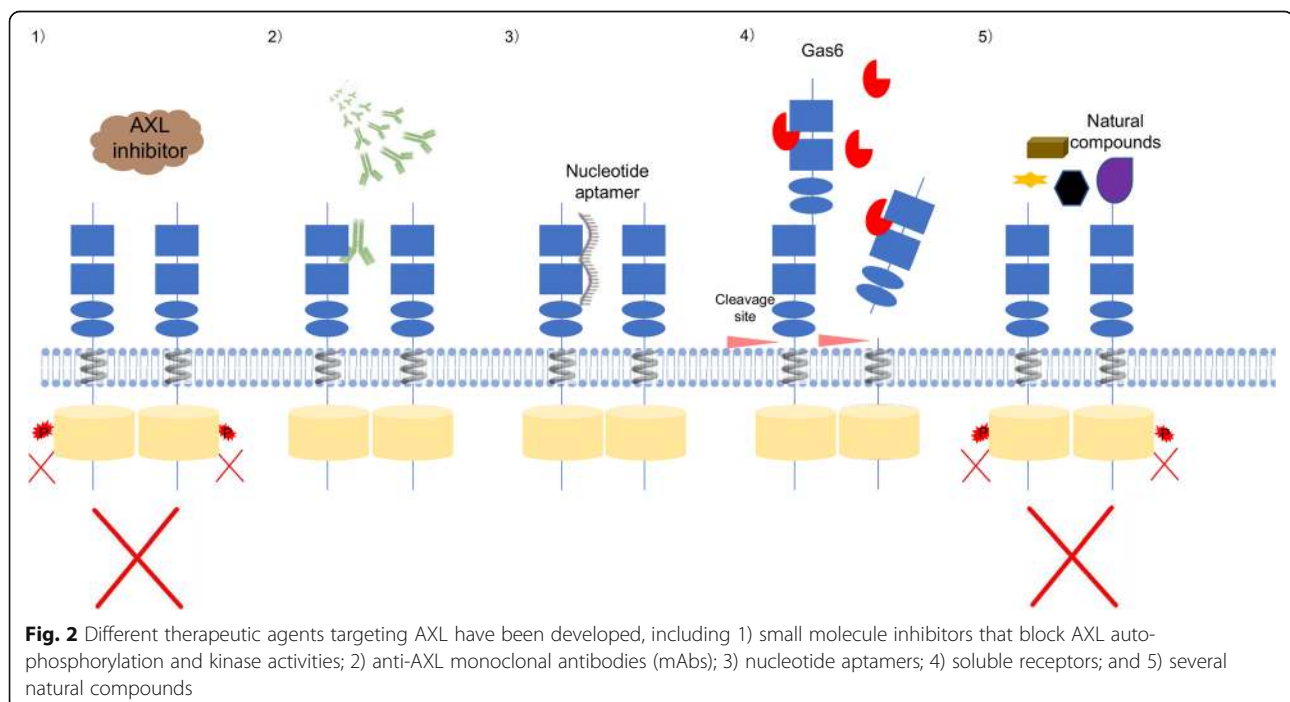 1)
2)
3)
4)
5)
Gas6
AXL
inhibitor
Natural
compounds
Nucleotide
aptamer
Cleavage
site
P
P
P
P
Fig. 2 Different therapeutic agents targeting AXL have been developed, including 1) small molecule inhibitors that block AXL auto-
phosphorylation and kinase activities; 2) anti-AXL monoclonal antibodies (mAbs); 3) nucleotide aptamers; 4) soluble receptors; and 5) several
natural compounds